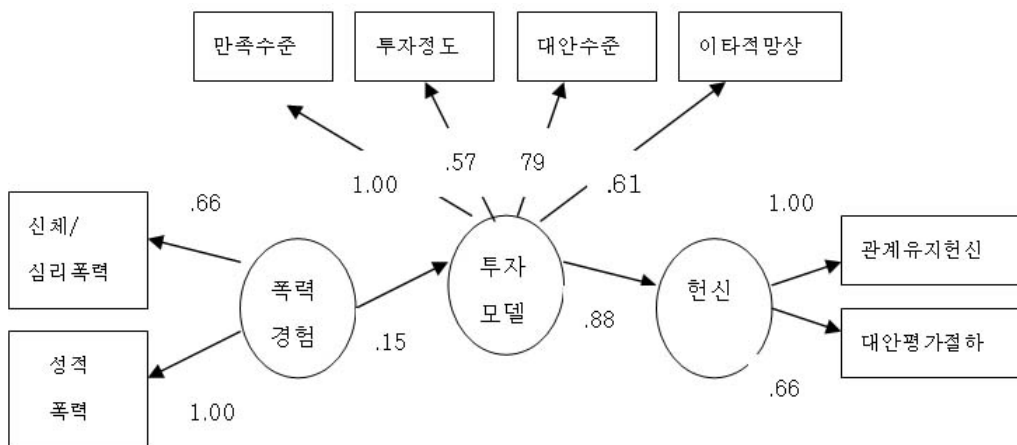 만족수준
투자정도
대안수준
이타적망상
.57
79
1.00
.61
.66
1.00
신체/
심리폭력
폭력
경험
투자
모델
헌신
관계유지헌신
.15
.88
대안평가절하
성적
폭력
1.00
.66